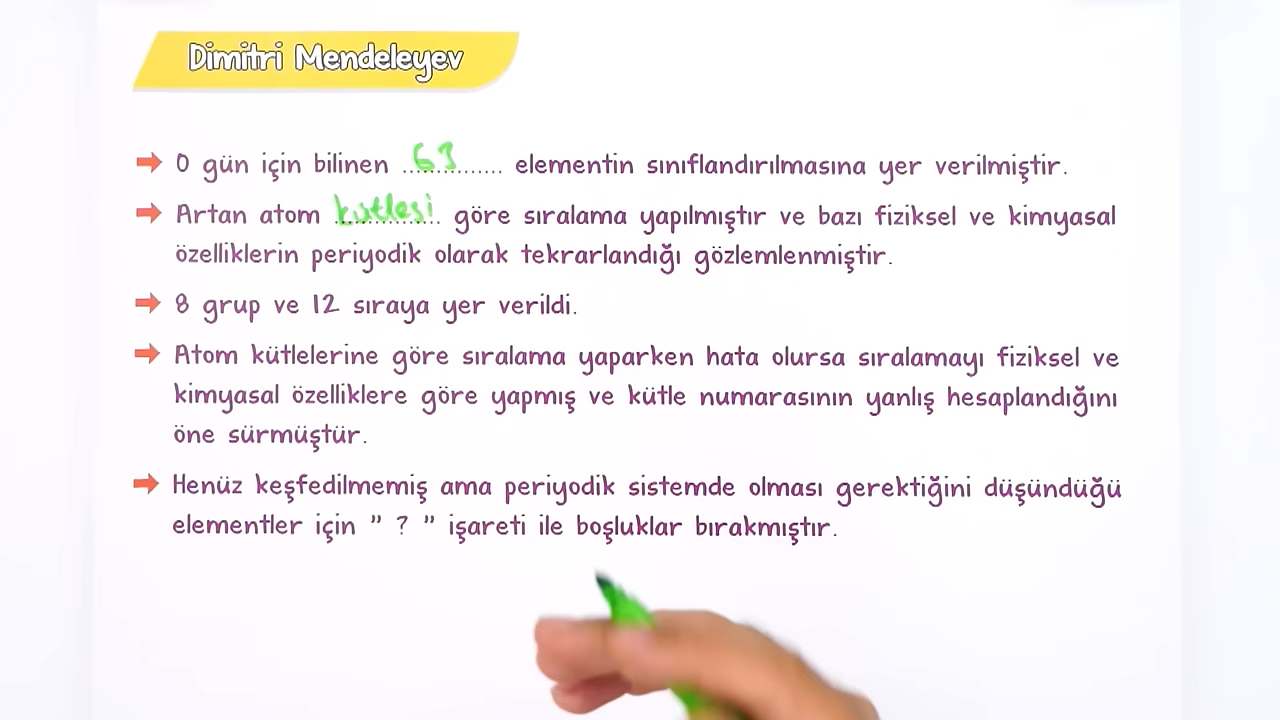 Dimitri Mendeleyev
→ O gün için bilinen ...63... elementin sınıflandırılmasına yer verilmiştir.
→ Artan atom kütlesi göre sıralama yapılmıştır ve bazı fiziksel ve kimyasal
özelliklerin periyodik olarak tekrarlandığı gözlemlenmiştir.
→ 8 grup ve 12 sıraya yer verildi.
→ Atom kütlelerine göre sıralama yaparken hata olursa sıralamayı fiziksel ve
kimyasal özelliklere göre yapmış ve kütle numarasının yanlış hesaplandığını
öne sürmüştür.
→ Henüz keşfedilmemiş ama periyodik sistemde olması gerektiğini düşündüğü
elementler için " ? " işareti ile boşluklar bırakmıştır.